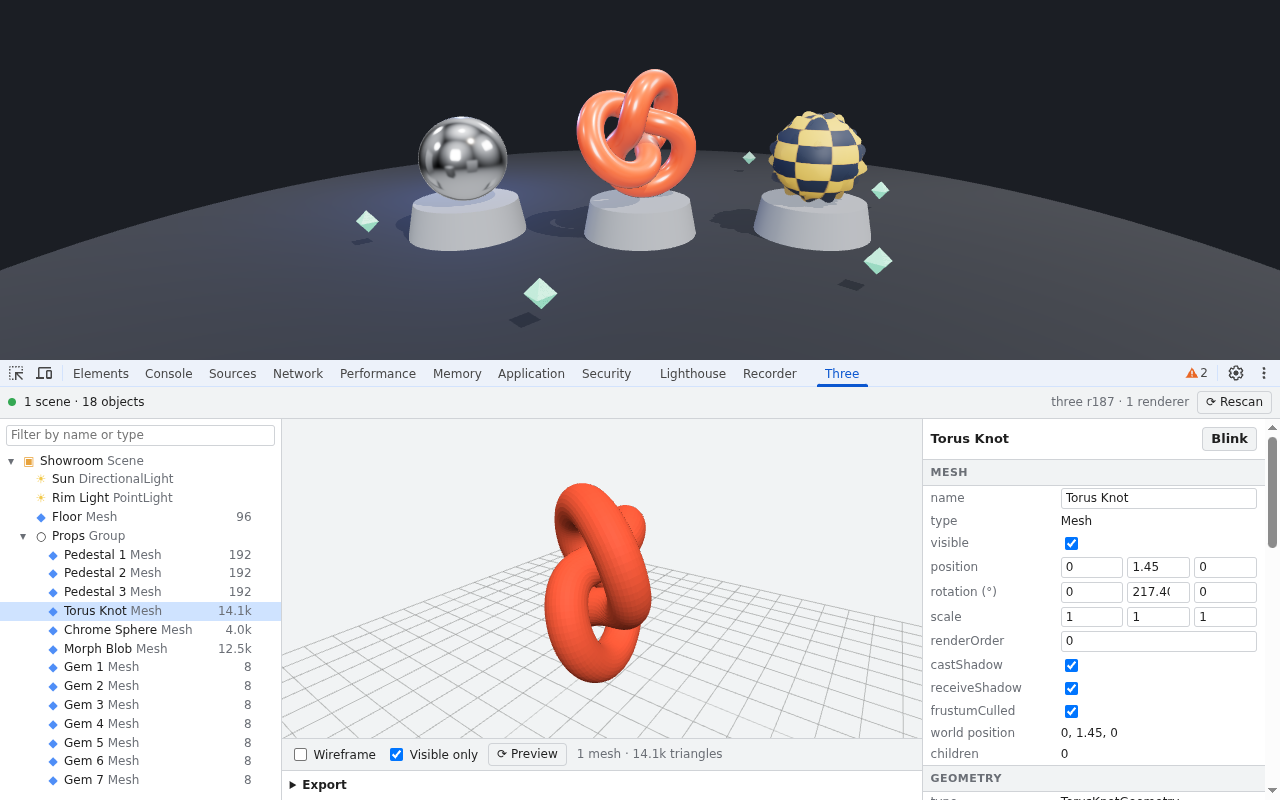 Elements Console Sources Network Performance Memory Application Security Lighthouse Recorder Three 2
1 scene · 18 objects three r187 · 1 renderer ⟳ Rescan
Filter by name or type
Showroom Scene
Sun DirectionalLight
Rim Light PointLight
Floor Mesh 96
Props Group
Pedestal 1 Mesh 192
Pedestal 2 Mesh 192
Pedestal 3 Mesh 192
Torus Knot Mesh 14.1k
Chrome Sphere Mesh 4.0k
Morph Blob Mesh 12.5k
Gem 1 Mesh 8
Gem 2 Mesh 8
Gem 3 Mesh 8
Gem 4 Mesh 8
Gem 5 Mesh 8
Gem 6 Mesh 8
Gem 7 Mesh 8
Wireframe Visible only ⟳ Preview 1 mesh · 14.1k triangles
Export
Torus Knot Blink
MESH
name Torus Knot
type Mesh
visible
position 0 1.45 0
rotation (°) 0 217.40 0
scale 1 1 1
renderOrder 0
castShadow
receiveShadow
frustumCulled
world position 0, 1.45, 0
children 0
GEOMETRY
type TorusKnotGeometry